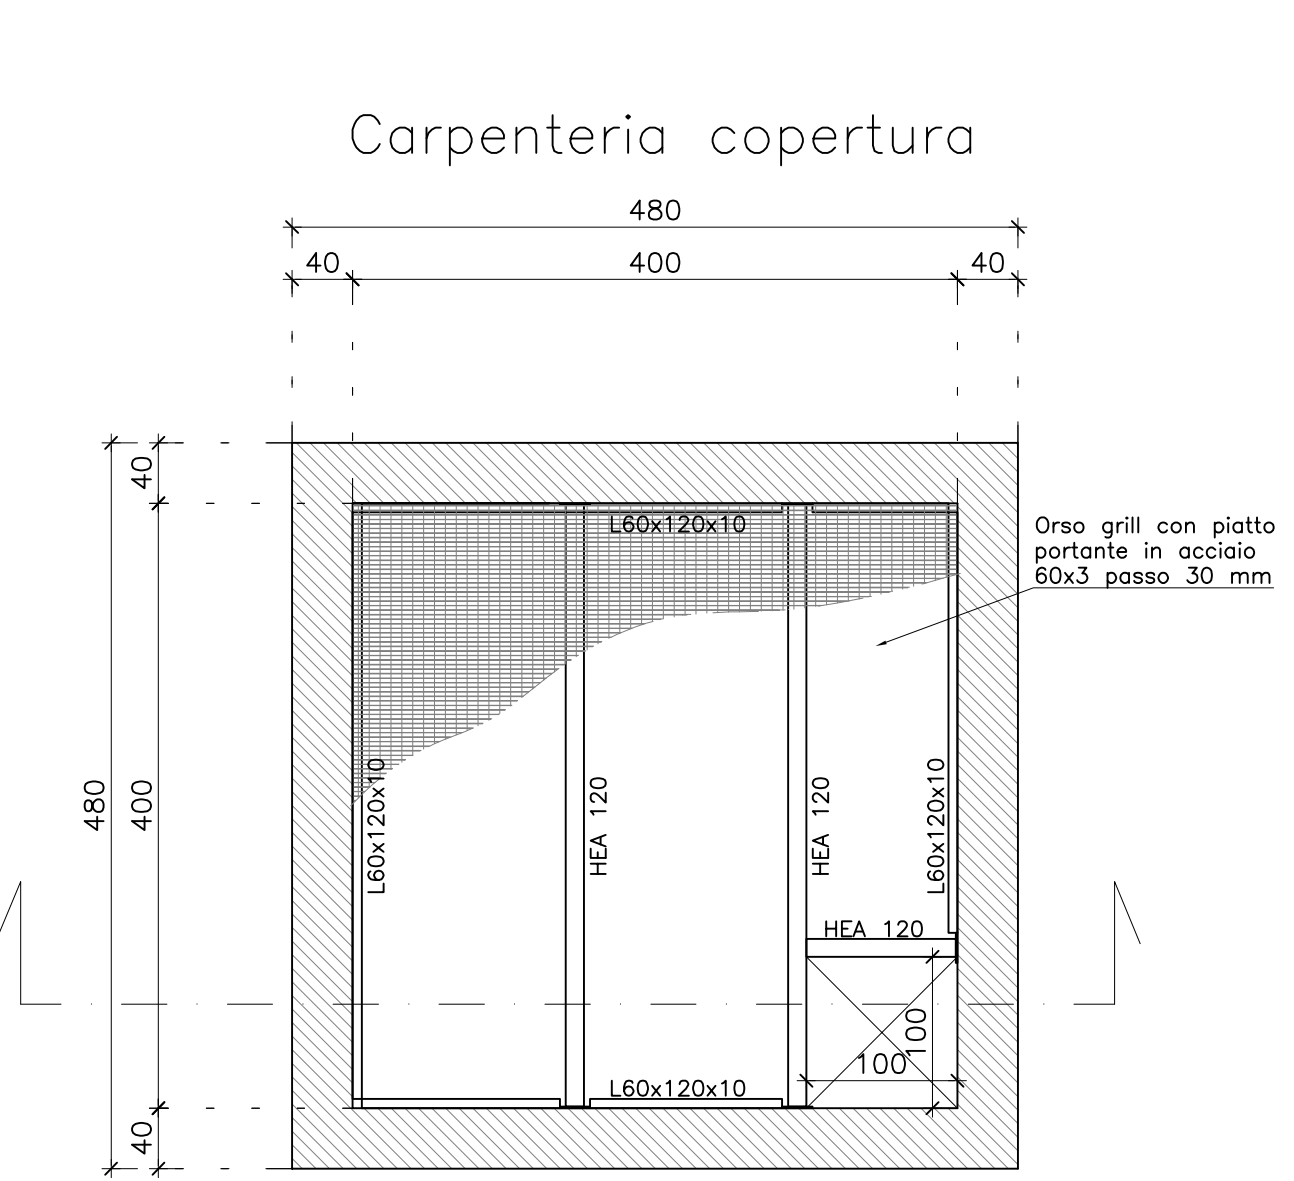 Carpenteria copertura
480
40
400
40
40
L60x120x10
Orso grill con piatto
portante in acciaio
60x3 passo 30 mm
480
400
L60x120x10
HEA 120
HEA 120
L60x120x10
HEA 120
100
100
L60x120x10
40